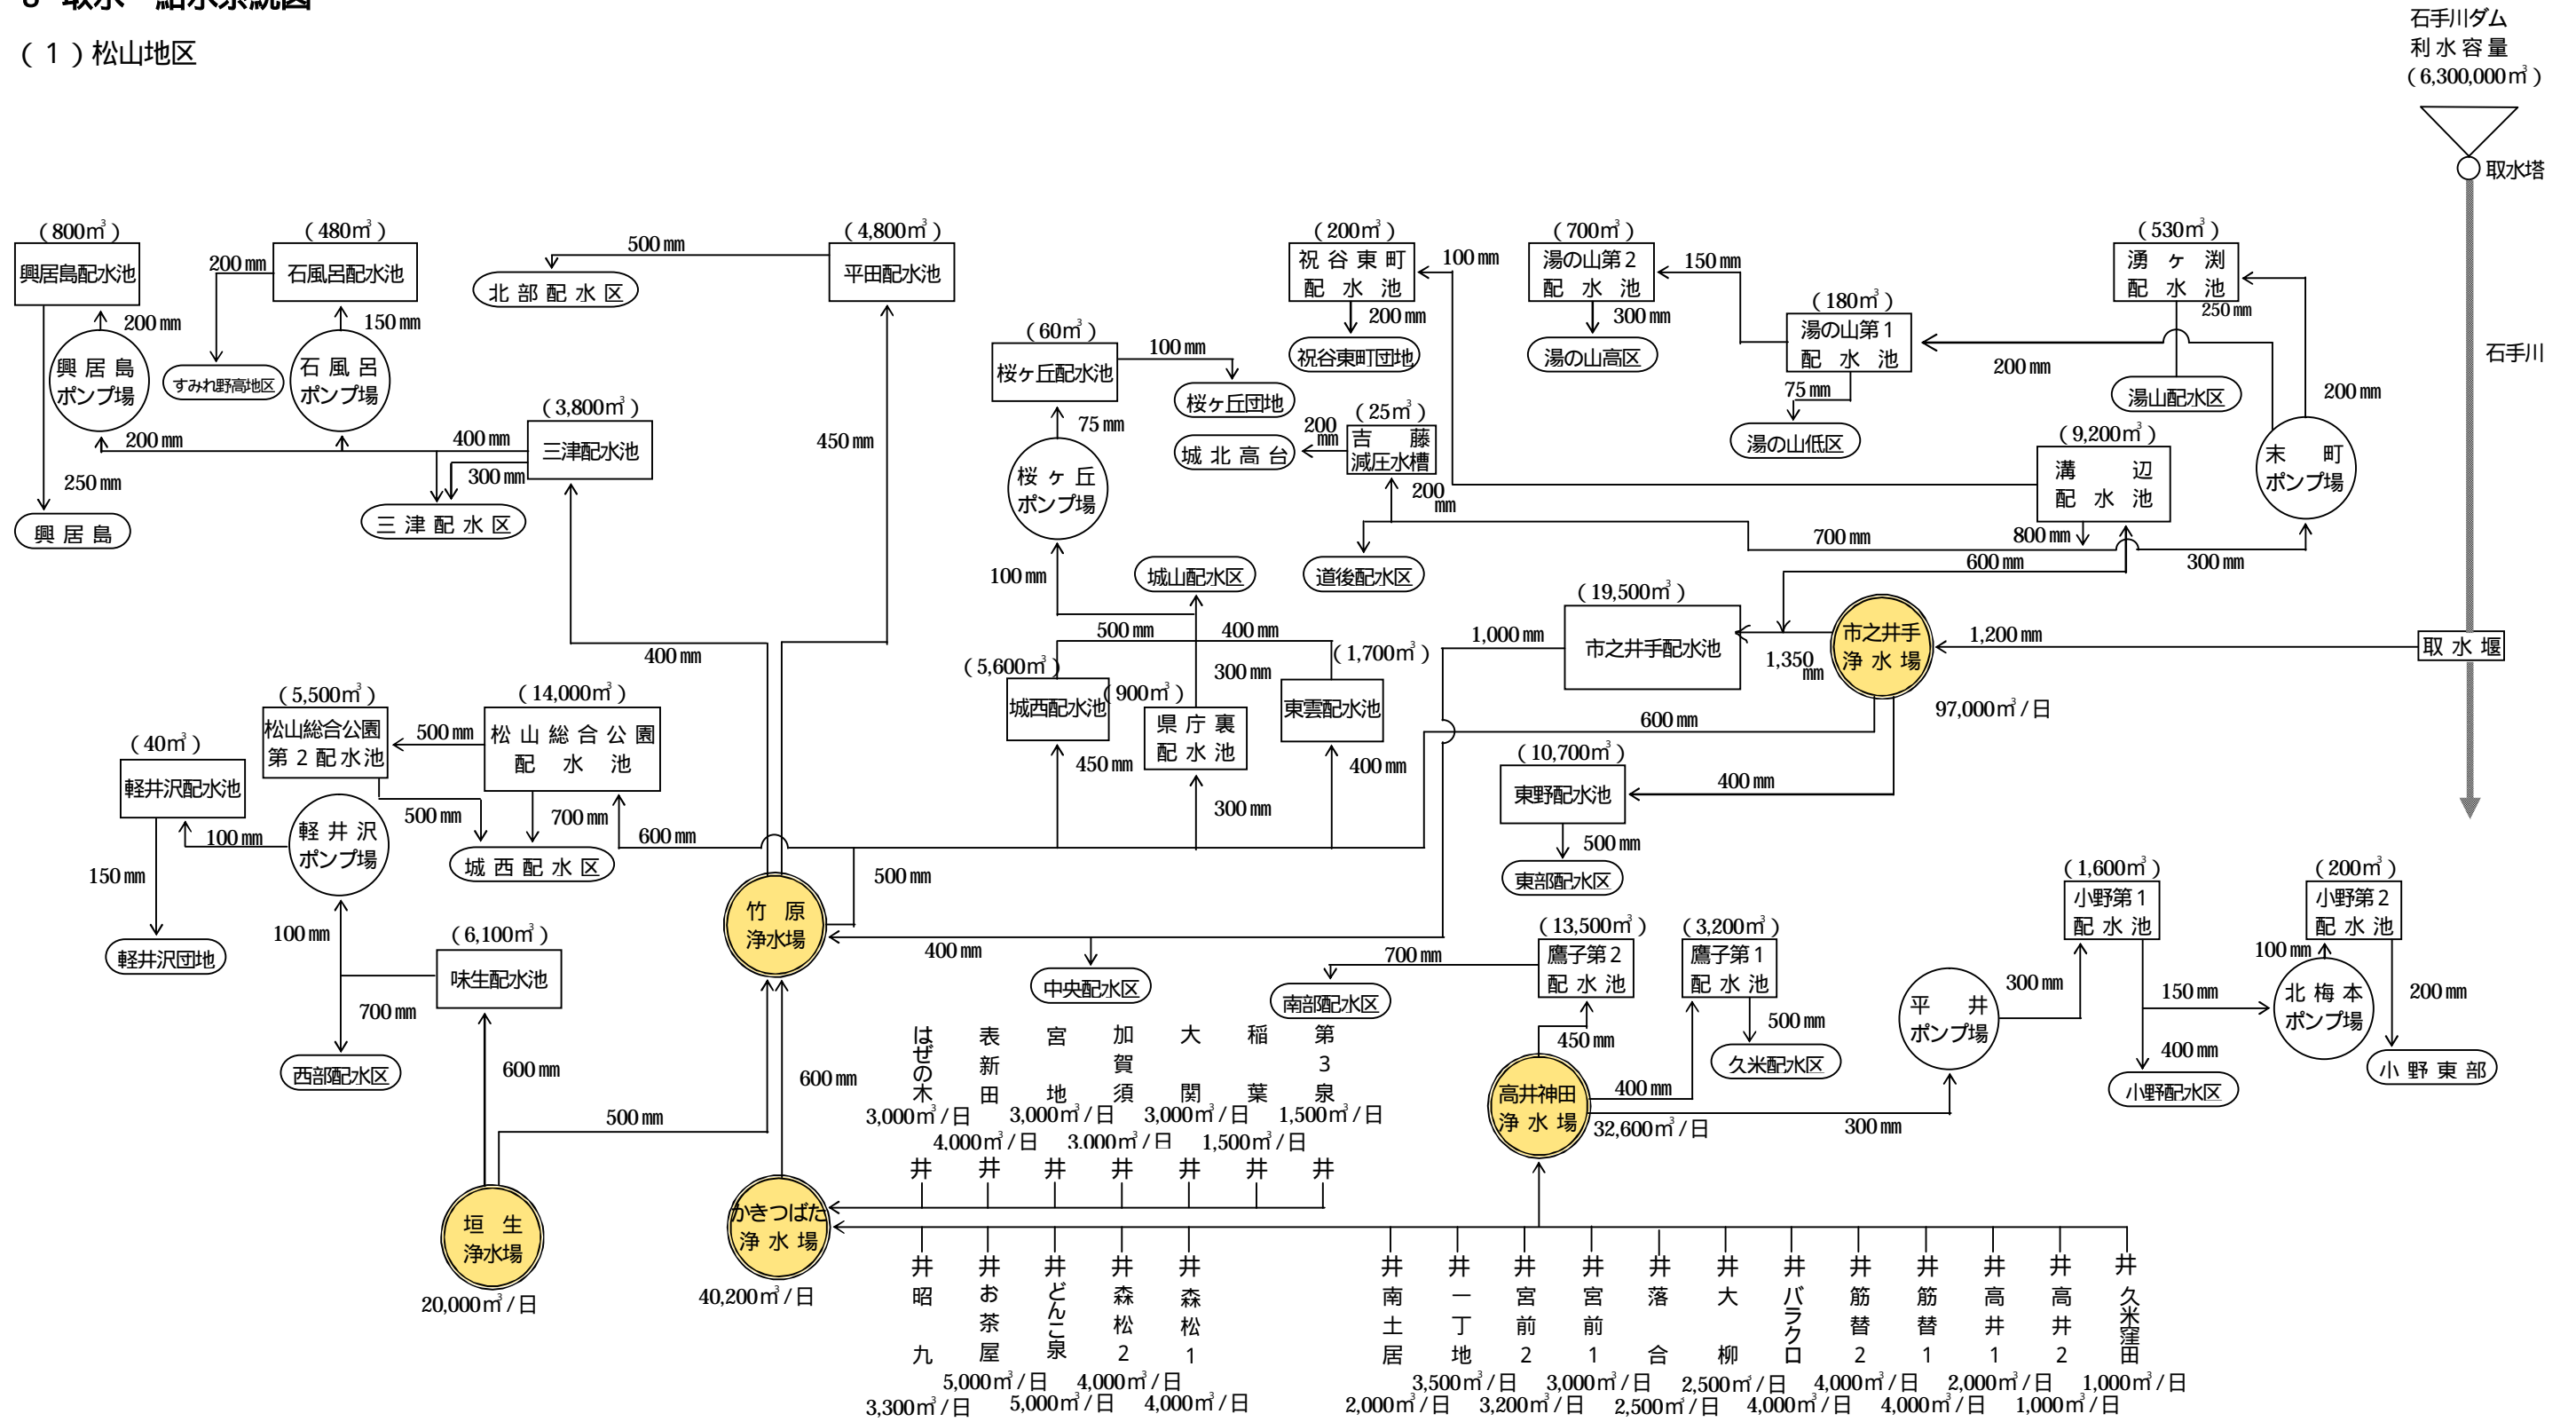 （１）松山地区
石手川ダム
利水容量
（6,300,000㎥）
取水塔
石手川
取水堰
（800㎥）
興居島配水池
200㎜
興居島
ポンプ場
200㎜
250㎜
興居島
（480㎥）
石風呂配水池
200㎜
すみれ野高地区
150㎜
石風呂
ポンプ場
（3,800㎥）
三津配水池
400㎜
300㎜
三津配水区
400㎜
（4,800㎥）
平田配水池
500㎜
北部配水区
450㎜
（60㎥）
桜ヶ丘配水池
100㎜
桜ヶ丘団地
75㎜
桜ヶ丘
ポンプ場
100㎜
（200㎥）
祝谷東町
配水池
100㎜
200㎜
祝谷東町団地
（25㎥）
吉藤
減圧水槽
200
㎜
城北高台
200
㎜
道後配水区
700㎜
（700㎥）
湯の山第２
配水池
150㎜
300㎜
湯の山高区
（180㎥）
湯の山第１
配水池
200㎜
75㎜
湯の山低区
（530㎥）
湧ヶ渕
配水池
250㎜
湯山配水区
200㎜
末町
ポンプ場
300㎜
（9,200㎥）
溝辺
配水池
800㎜
600㎜
城山配水区
500㎜
400㎜
300㎜
（5,600㎥）
城西配水池
450㎜
（900㎥）
県庁裏
配水池
300㎜
（1,700㎥）
東雲配水池
400㎜
（19,500㎥）
市之井手配水池
1,000㎜
1,350
㎜
市之井手
浄水場
1,200㎜
97,000㎥/日
600㎜
400㎜
（10,700㎥）
東野配水池
500㎜
東部配水区
（5,500㎥）
松山総合公園
第２配水池
500㎜
500㎜
（14,000㎥）
松山総合公園
配水池
700㎜
600㎜
城西配水区
（40㎥）
軽井沢配水池
100㎜
150㎜
軽井沢団地
軽井沢
ポンプ場
100㎜
（6,100㎥）
味生配水池
700㎜
西部配水区
600㎜
500㎜
垣生
浄水場
20,000㎥/日
竹原
浄水場
500㎜
400㎜
中央配水区
600㎜
かきつばた
浄水場
40,200㎥/日
（13,500㎥）
鷹子第２
配水池
700㎜
南部配水区
450㎜
（3,200㎥）
鷹子第１
配水池
500㎜
久米配水区
400㎜
高井神田
浄水場
32,600㎥/日
300㎜
平井
ポンプ場
300㎜
（1,600㎥）
小野第１
配水池
150㎜
400㎜
小野配水区
（200㎥）
小野第２
配水池
100㎜
北梅本
ポンプ場
200㎜
小野東部
はぜの木
表新田
宮地
加賀須
大関
稲葉
第３泉
3,000㎥/日
3,000㎥/日
3,000㎥/日
1,500㎥/日
4,000㎥/日
3,000㎥/日
1,500㎥/日
井 井 井 井 井 井 井
井 井 井 井 井
昭九
お茶屋
どんこ泉
森松２
森松１
5,000㎥/日
4,000㎥/日
3,300㎥/日
5,000㎥/日
4,000㎥/日
井 井 井 井 井 井 井 井 井 井 井 井
南土居
一丁地
宮前２
宮前１
落合
大柳
バラクロ
筋替２
筋替１
高井１
高井２
久米窪田
3,500㎥/日
3,000㎥/日
2,500㎥/日
4,000㎥/日
2,000㎥/日
1,000㎥/日
2,000㎥/日
3,200㎥/日
2,500㎥/日
4,000㎥/日
4,000㎥/日
1,000㎥/日